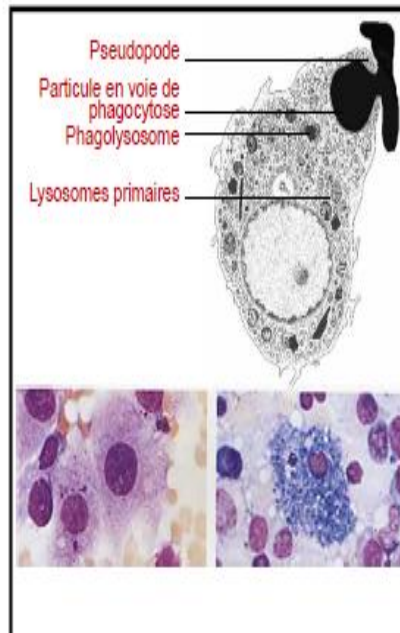 Pseudopode
Particule en voie de
phagocytose
Phagolysosome
Lysosomes primaires